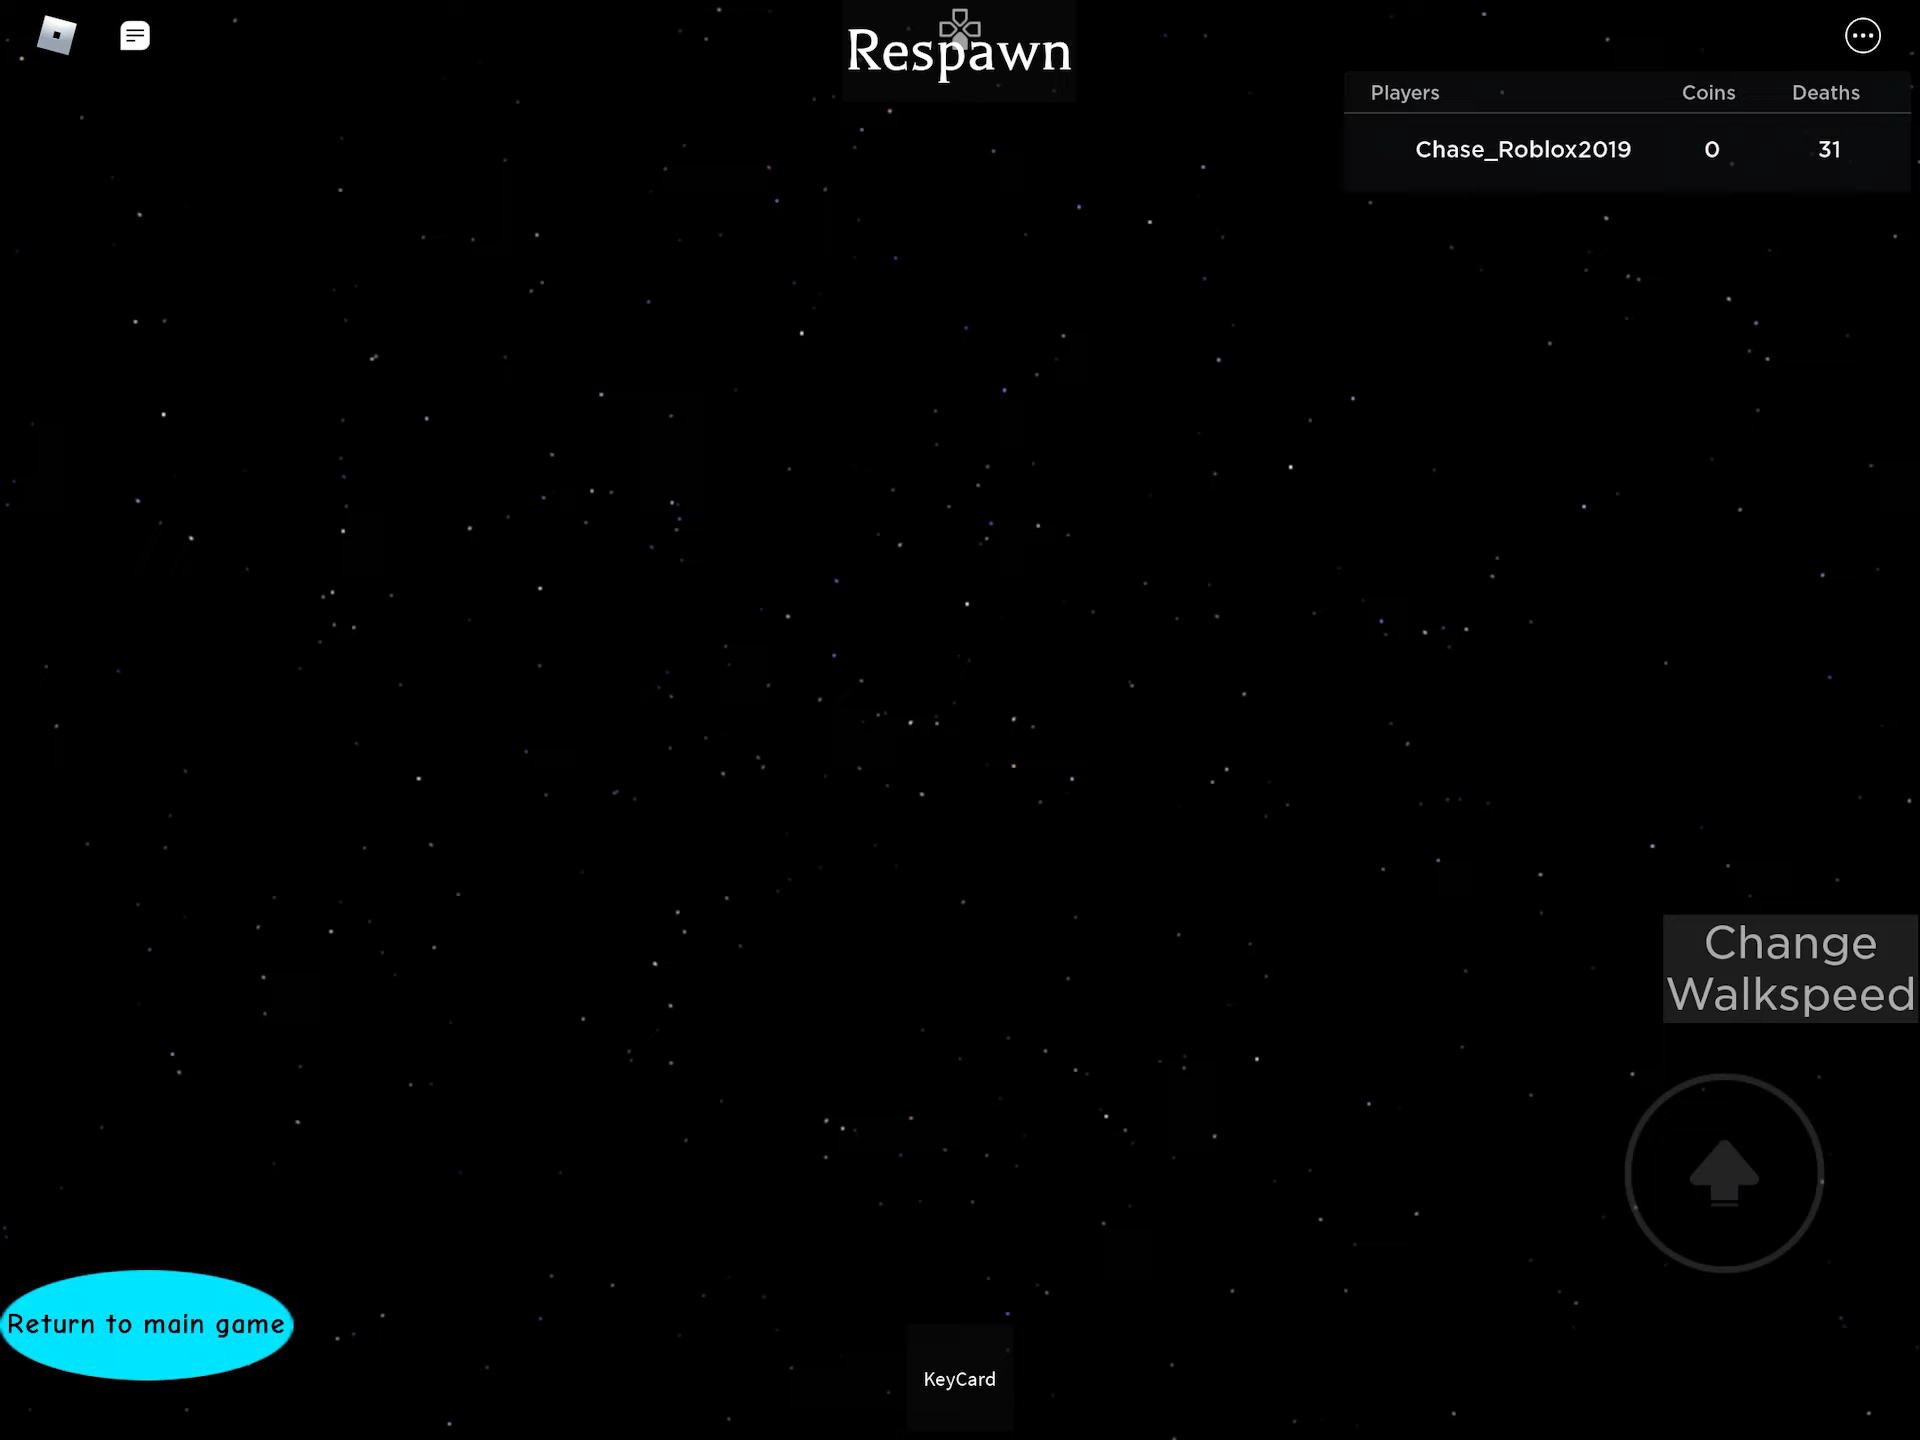 Respawn
Players Coins Deaths
Chase_Roblox2019 0 31
Change
Walkspeed
Return to main game
KeyCard